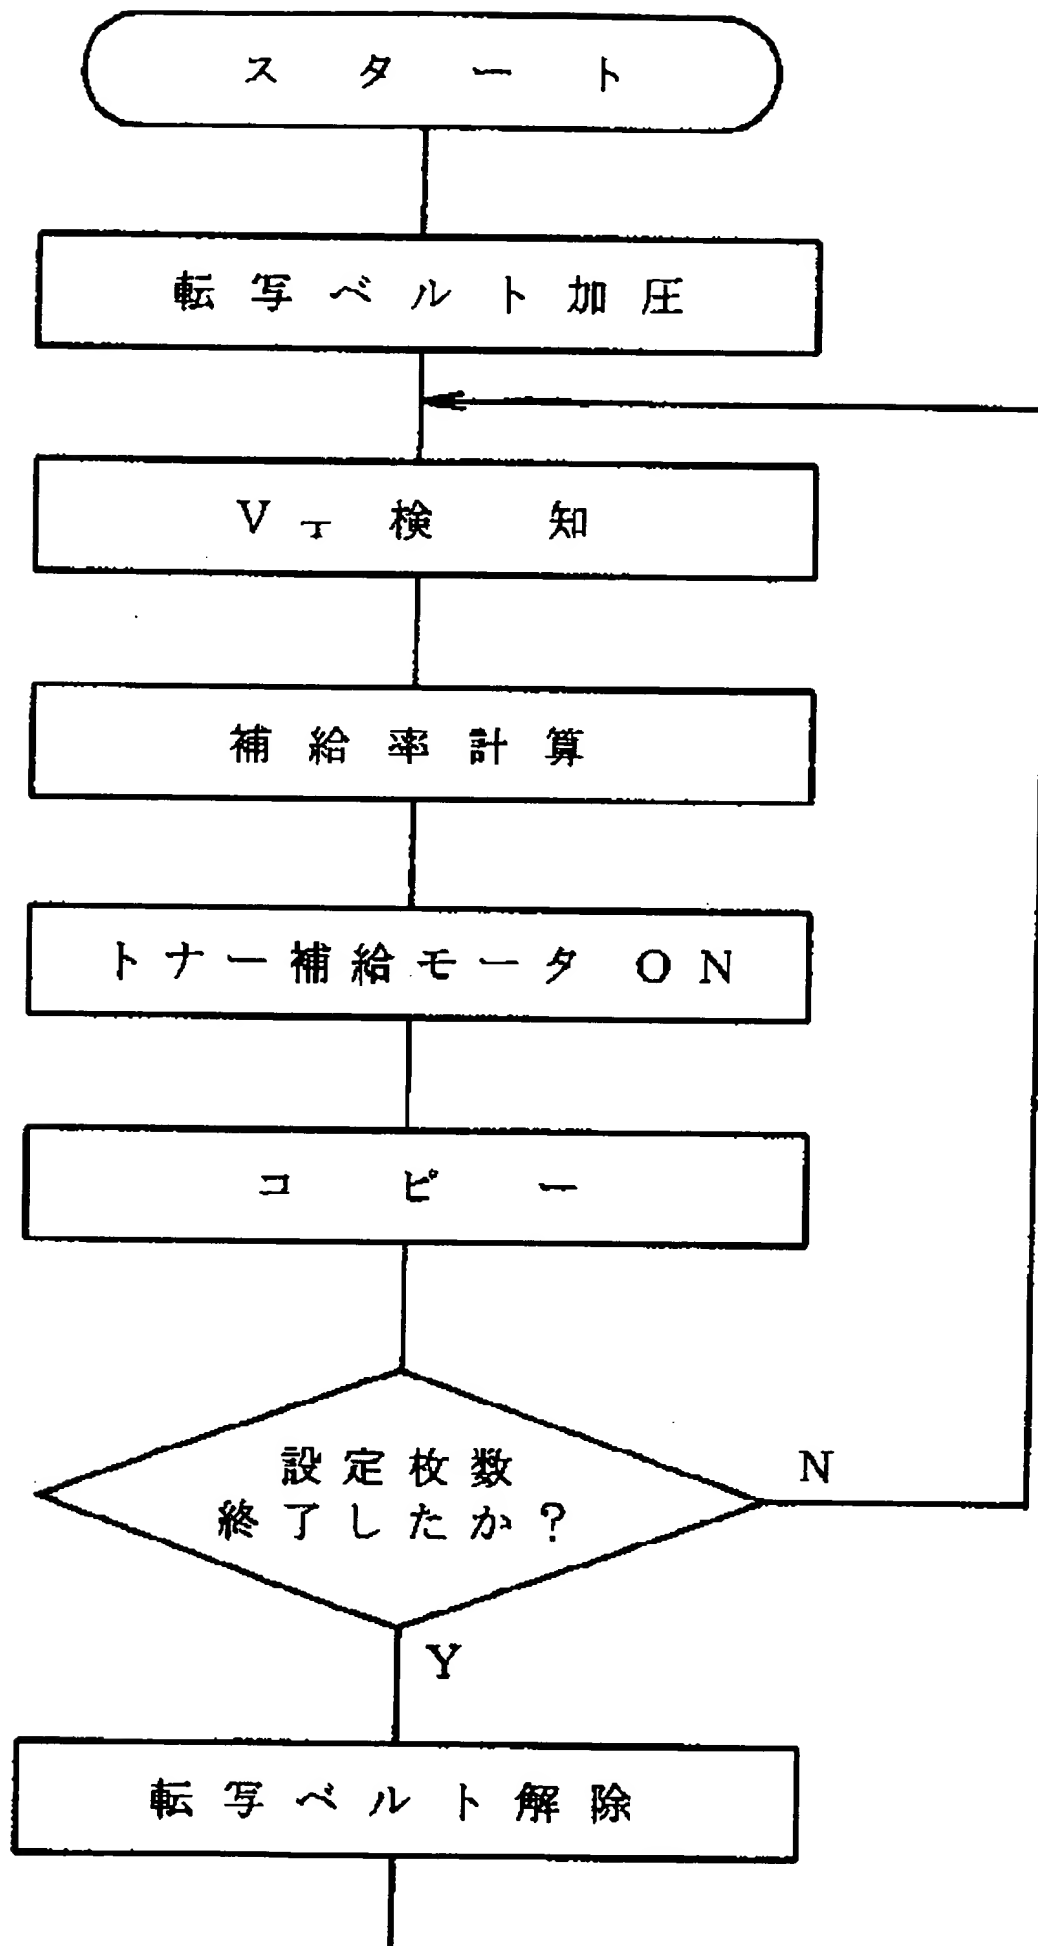 スタート
転写ベルト加圧
VT検知
補給率計算
トナー補給モータ ON
コピー
設定枚数
終了したか?
N
Y
転写ベルト解除